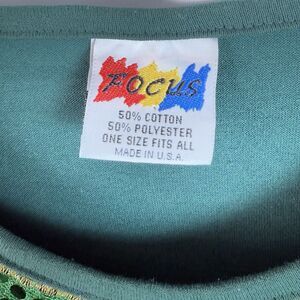 FOCUS
50% COTTON
50% POLYESTER
ONE SIZE FITS ALL
MADE IN U.S.A.